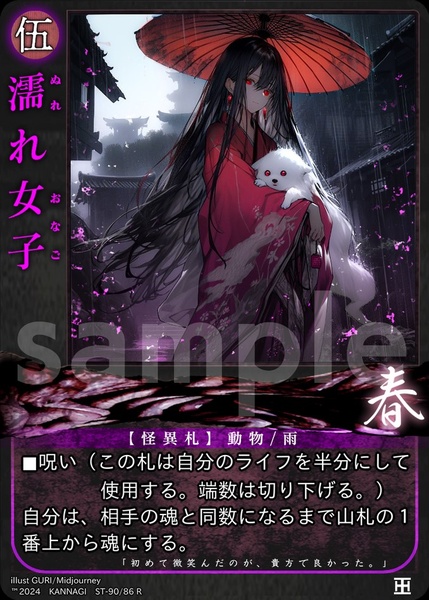 伍
濡れ女子
ぬれ おなご
sample
春
【怪異札】動物/雨
■呪い（この札は自分のライフを半分にして
使用する。端数は切り下げる。）
自分は、相手の魂と同数になるまで山札の１
番上から魂にする。
「初めて微笑んだのが、貴方で良かった。」
illust GURI/Midjourney
™2024 KANNAGI ST-90/86 R